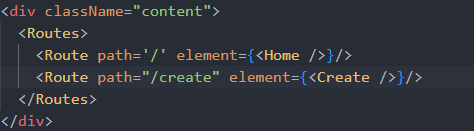 <div className="content">
<Routes>
<Route path='/' element={<Home />}/>
<Route path="/create" element={<Create />}/>
</Routes>
</div>